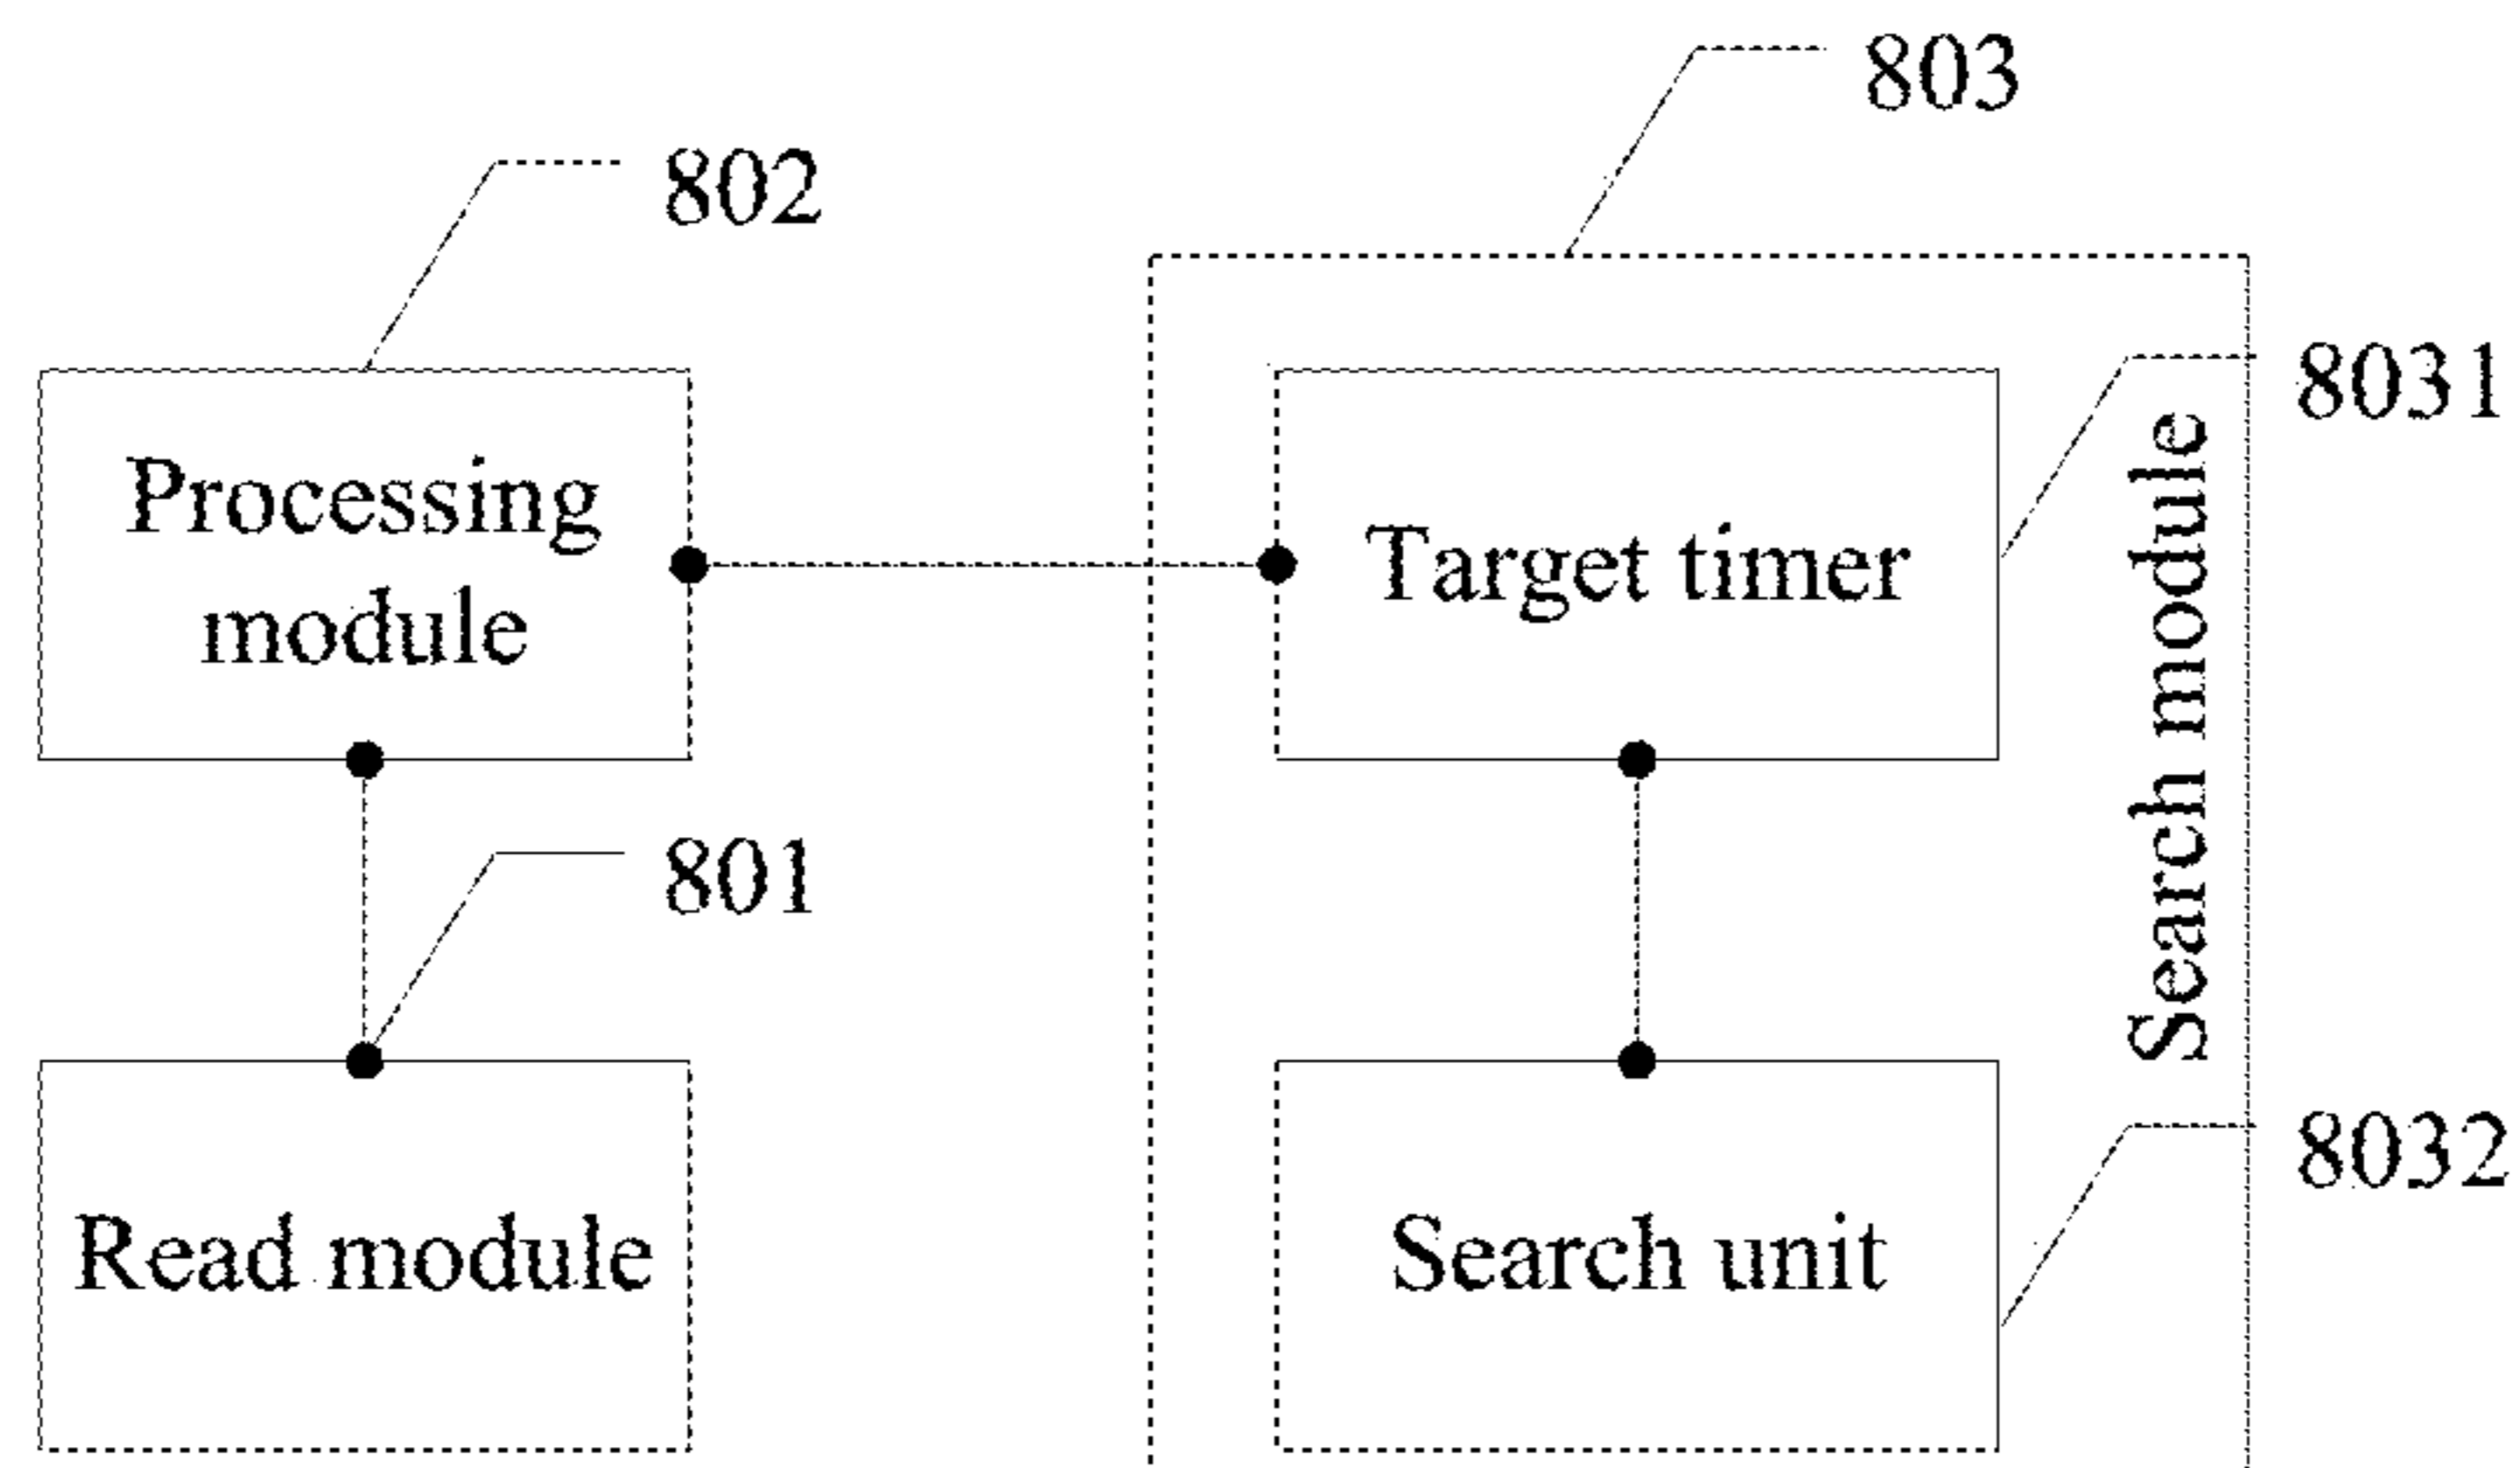 803
802
8031
Processing
module
Target timer
Search module
801
8032
Read module
Search unit